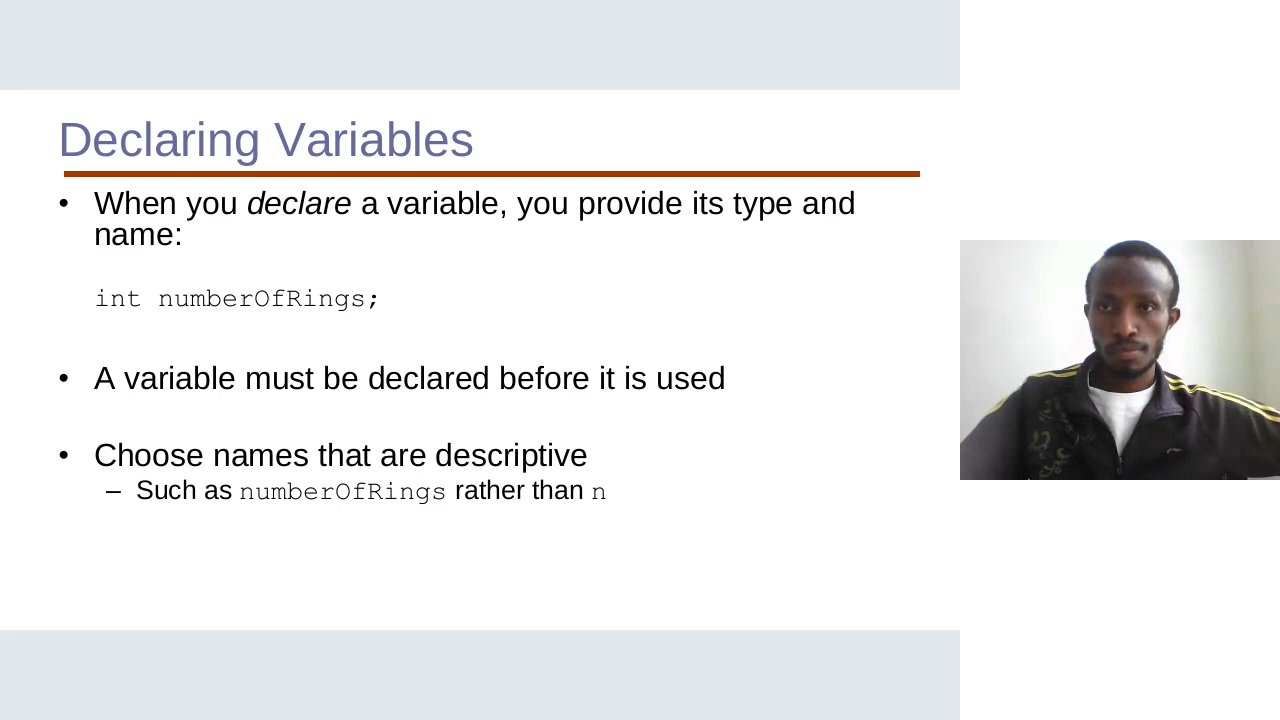 Declaring Variables
• When you declare a variable, you provide its type and
name:
int numberOfRings;
• A variable must be declared before it is used
• Choose names that are descriptive
– Such as numberOfRings rather than n